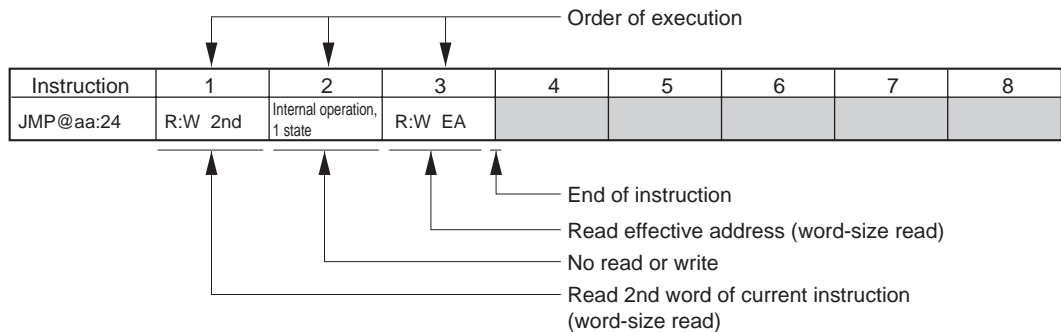 Order of execution
Instruction 1 2 3 4 5 6 7 8
JMP@aa:24 R:W 2nd Internal operation, 1 state R:W EA
End of instruction
Read effective address (word-size read)
No read or write
Read 2nd word of current instruction
(word-size read)